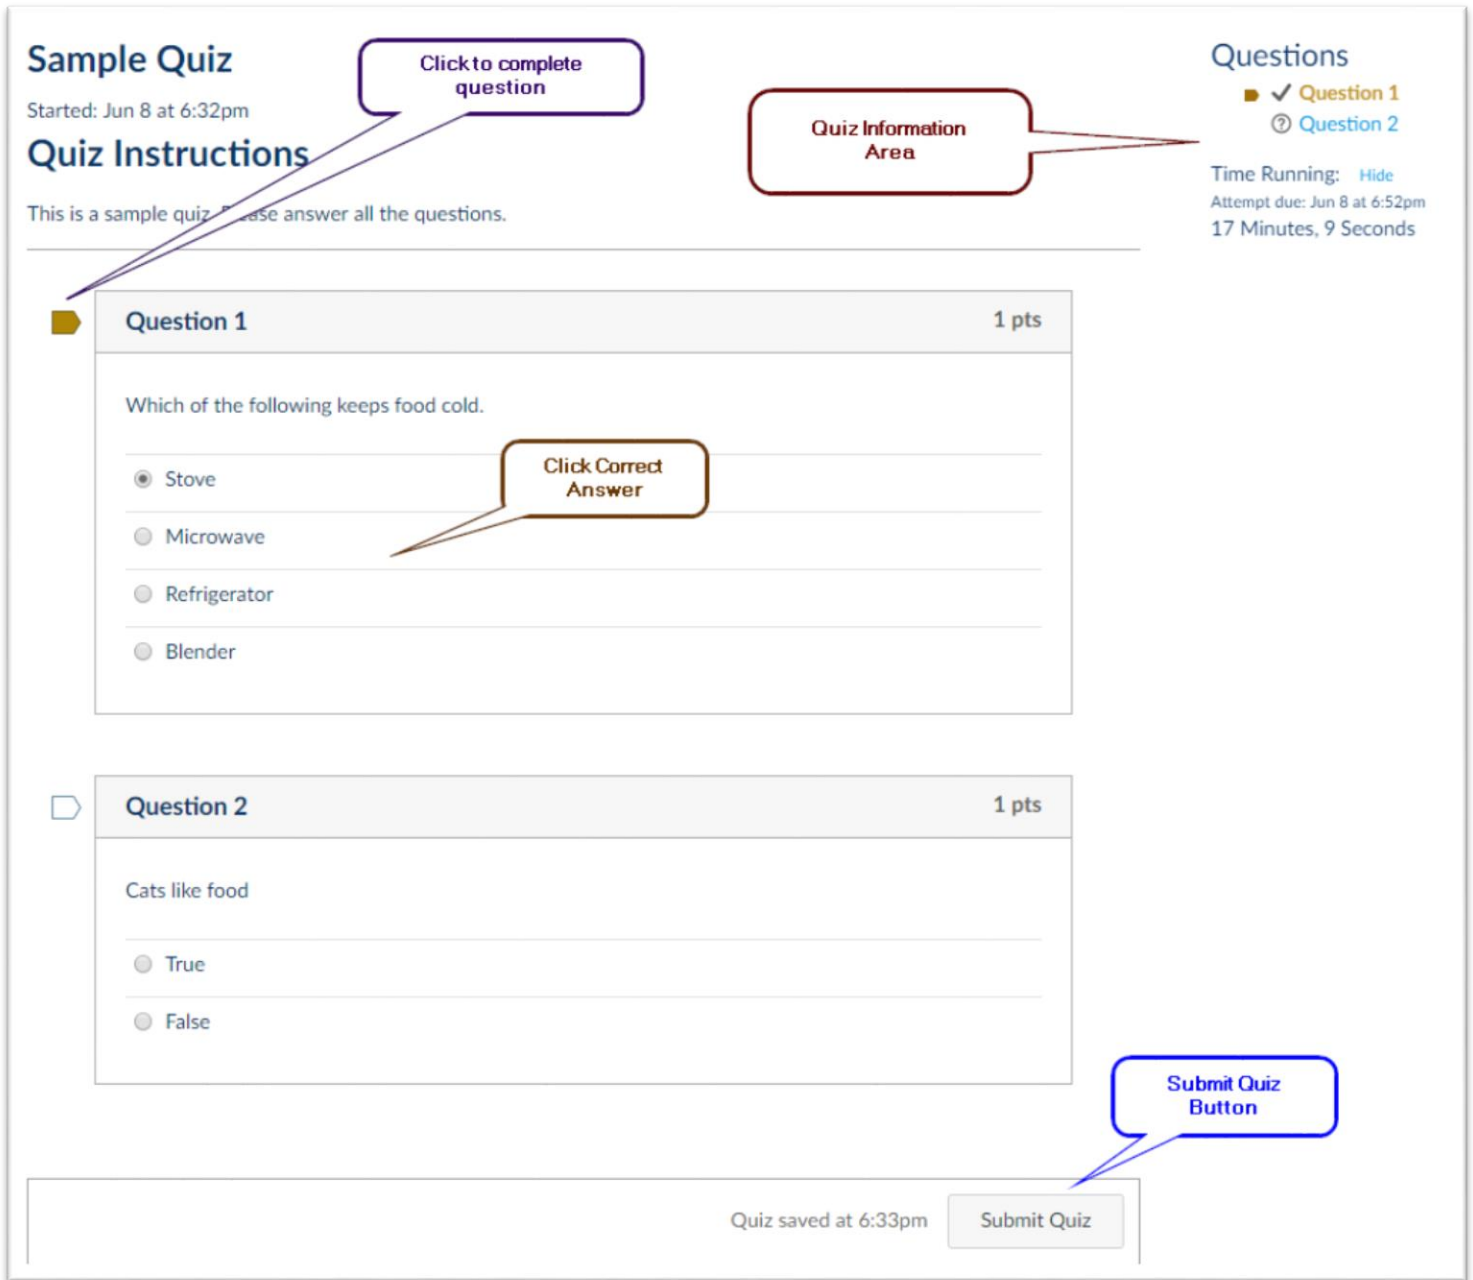 Sample Quiz
Click to complete
question
Started: Jun 8 at 6:32pm
Quiz Instructions
This is a sample quiz. ase answer all the questions.
Quiz Information
Area
Questions
Question 1
Question 2
Time Running: Hide
Attempt due: Jun 8 at 6:52pm
17 Minutes, 9 Seconds
Question 1 1 pts
Which of the following keeps food cold.
Click Correct
Answer
Stove
Microwave
Refrigerator
Blender
Question 2 1 pts
Cats like food
True
False
Submit Quiz
Button
Quiz saved at 6:33pm Submit Quiz